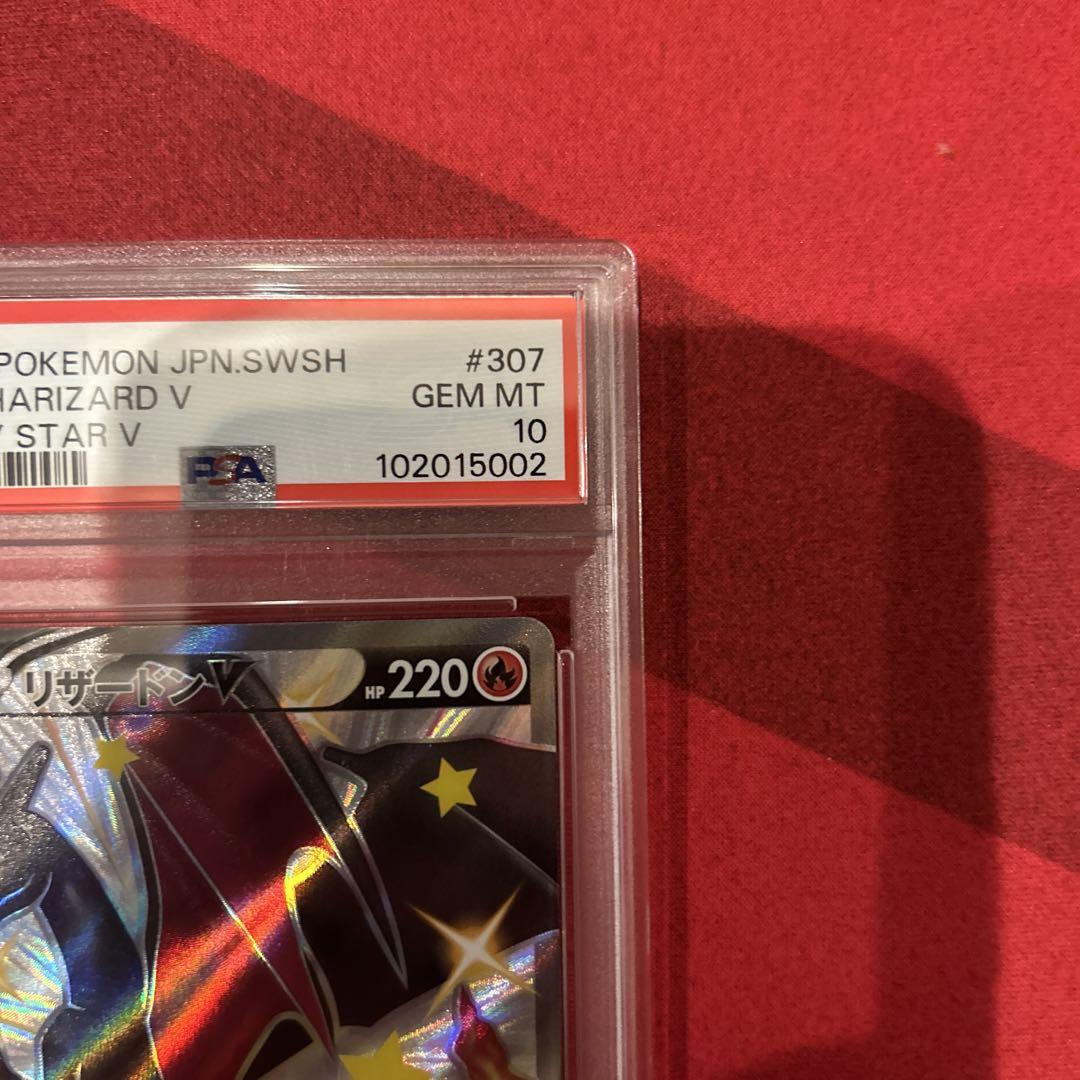 POKEMON JPN.SWSH #307
HARIZARD V GEM MT
V STAR V 10
PSA 102015002
リザードンV HP 220